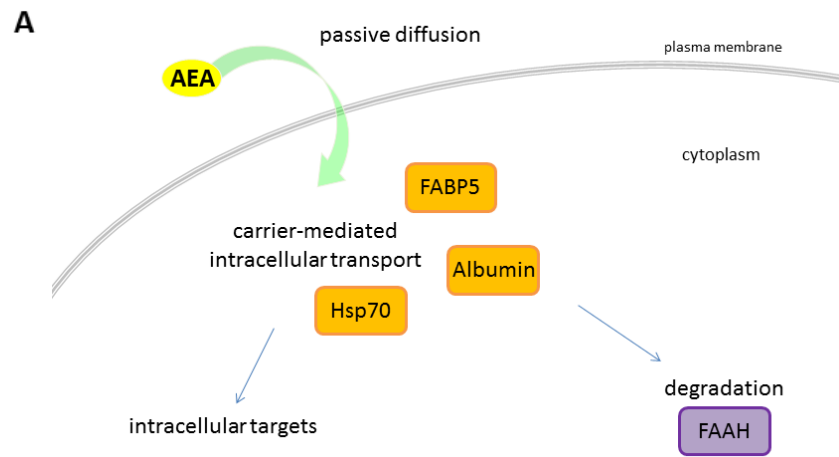 A
passive diffusion
plasma membrane
AEA
cytoplasm
FABP5
carrier-mediated
intracellular transport
Albumin
Hsp70
degradation
intracellular targets
FAAH